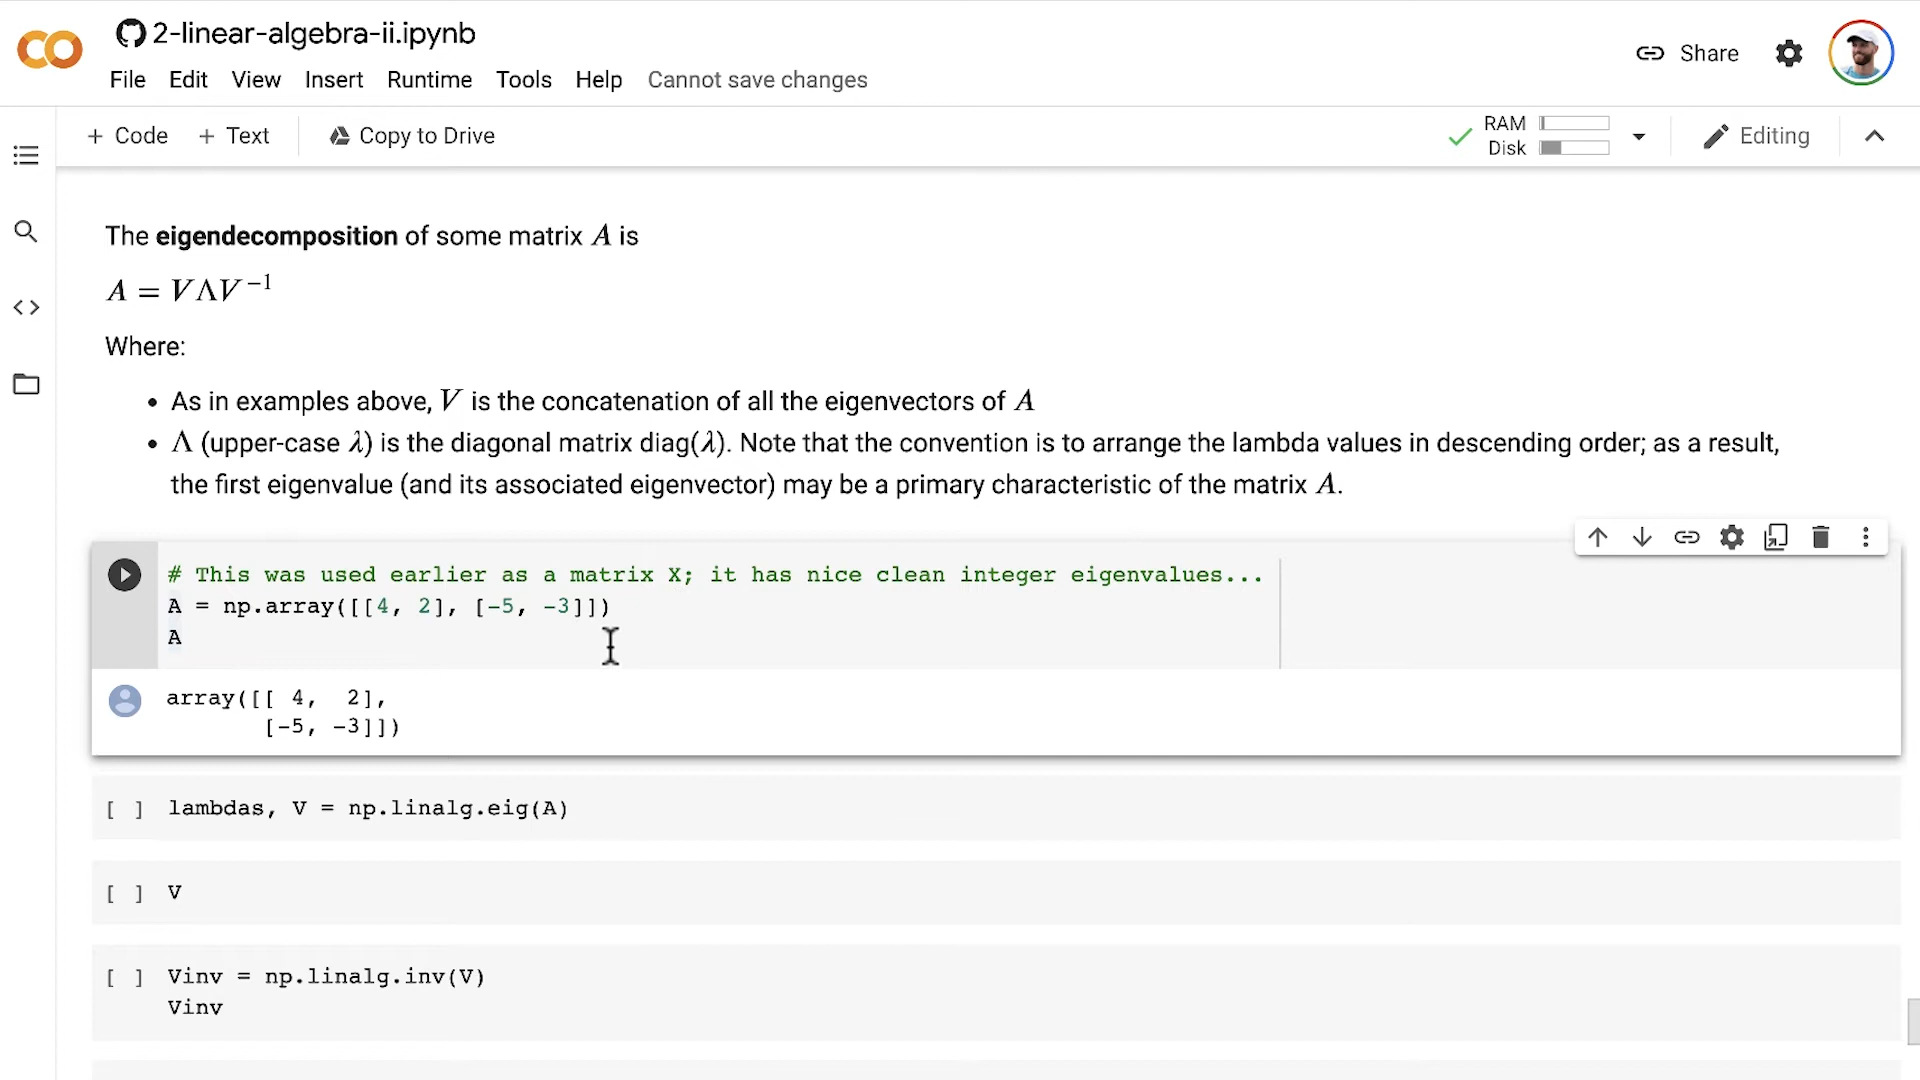 2-linear-algebra-ii.ipynb
File Edit View Insert Runtime Tools Help Cannot save changes
Share
+ Code + Text Copy to Drive
RAM
Disk
Editing
The eigendecomposition of some matrix A is
A = VΛV⁻¹
Where:
• As in examples above, V is the concatenation of all the eigenvectors of A
• Λ (upper-case λ) is the diagonal matrix diag(λ). Note that the convention is to arrange the lambda values in descending order; as a result,
the first eigenvalue (and its associated eigenvector) may be a primary characteristic of the matrix A.
# This was used earlier as a matrix X; it has nice clean integer eigenvalues...
A = np.array([[4, 2], [-5, -3]])
A
array([[ 4,  2],
       [-5, -3]])
[ ] lambdas, V = np.linalg.eig(A)
[ ] V
[ ] Vinv = np.linalg.inv(V)
Vinv